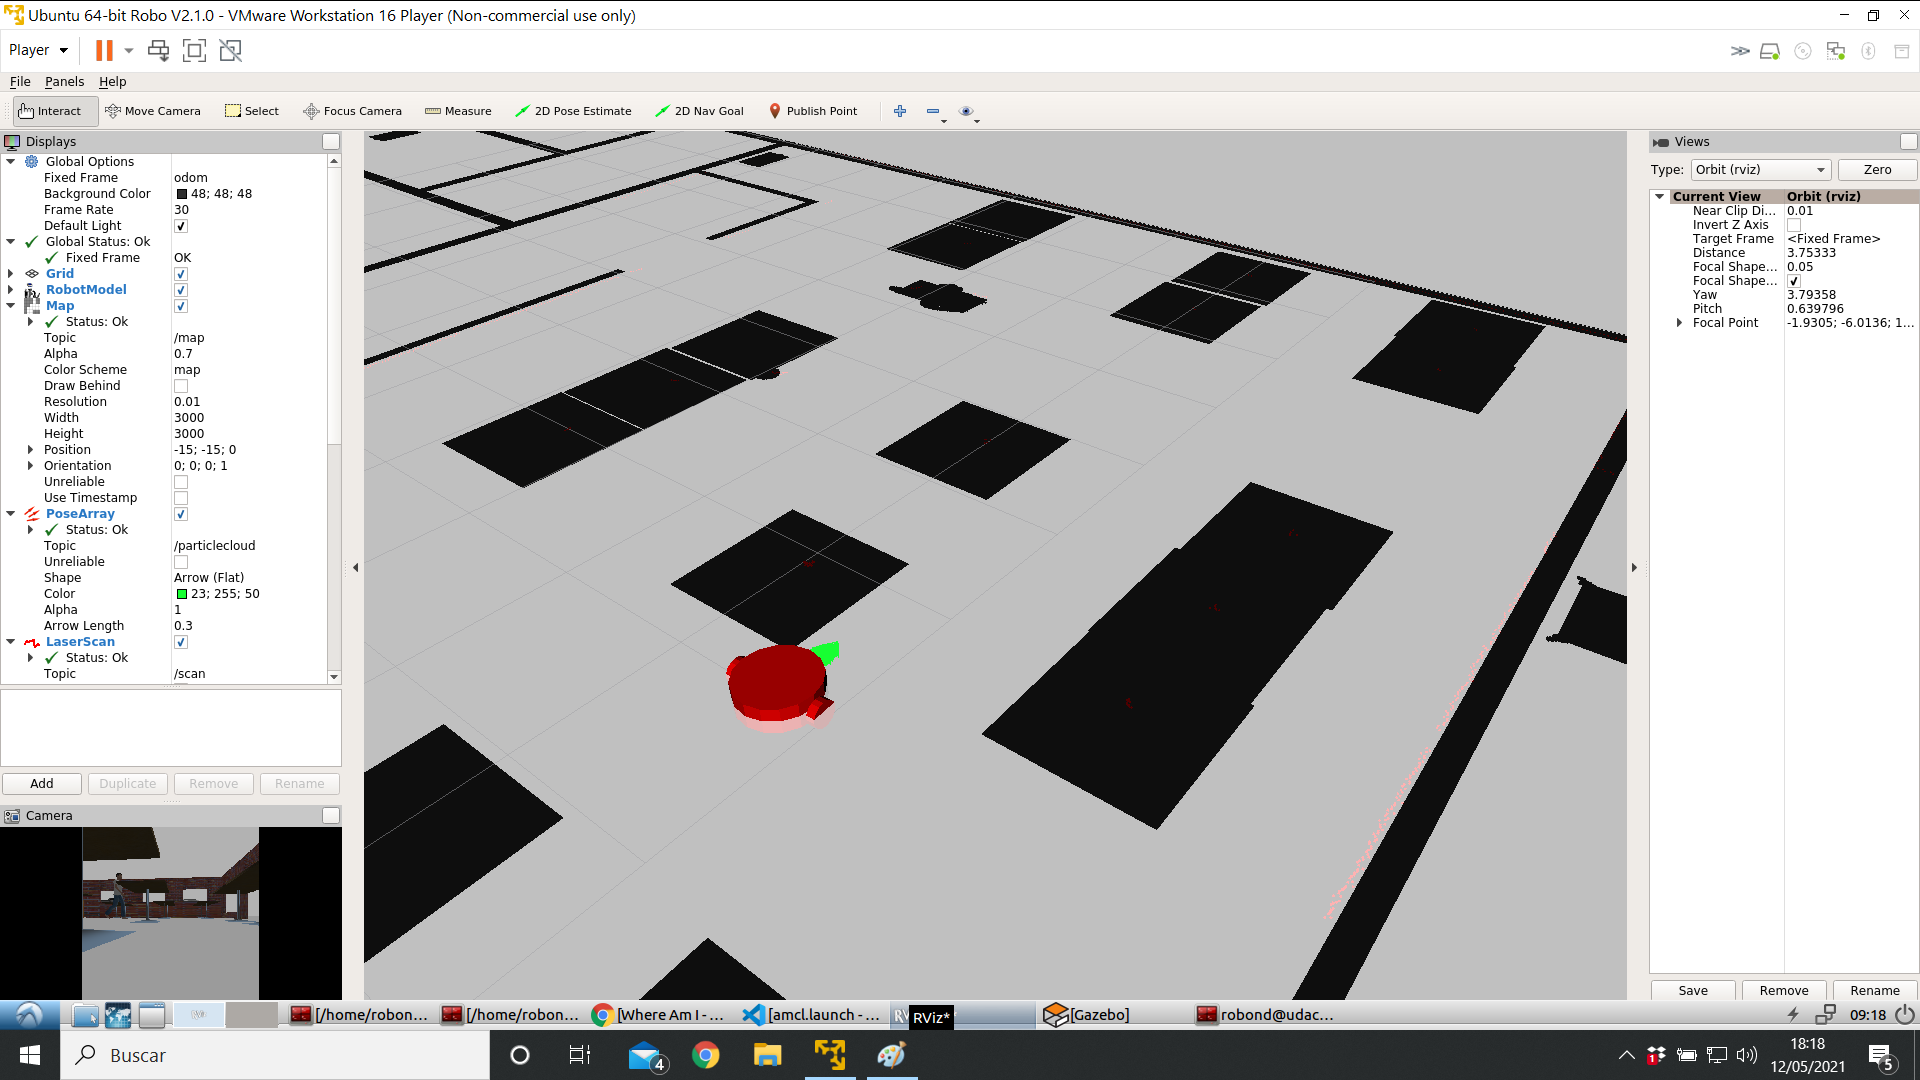 Ubuntu 64-bit Robo V2.1.0 - VMware Workstation 16 Player (Non-commercial use only)
Player
File Panels Help
Interact Move Camera Select Focus Camera Measure 2D Pose Estimate 2D Nav Goal Publish Point
Displays
Global Options
Fixed Frame odom
Background Color 48; 48; 48
Frame Rate 30
Default Light
Global Status: Ok
Fixed Frame OK
Grid
RobotModel
Map
Status: Ok
Topic /map
Alpha 0.7
Color Scheme map
Draw Behind
Resolution 0.01
Width 3000
Height 3000
Position -15; -15; 0
Orientation 0; 0; 0; 1
Unreliable
Use Timestamp
PoseArray
Status: Ok
Topic /particlecloud
Unreliable
Shape Arrow (Flat)
Color 23; 255; 50
Alpha 1
Arrow Length 0.3
LaserScan
Status: Ok
Topic /scan
Add Duplicate Remove Rename
Camera
Views
Type: Orbit (rviz) Zero
Current View Orbit (rviz)
Near Clip Di... 0.01
Invert Z Axis
Target Frame <Fixed Frame>
Distance 3.75333
Focal Shape... 0.05
Focal Shape...
Yaw 3.79358
Pitch 0.639796
Focal Point -1.9305; -6.0136; 1...
Save Remove Rename
[/home/robon... [/home/robon... [Where Am I -... [amcl.launch -... RViz* [Gazebo] robond@udac... 09:18
Buscar
4
1
18:18
12/05/2021
5